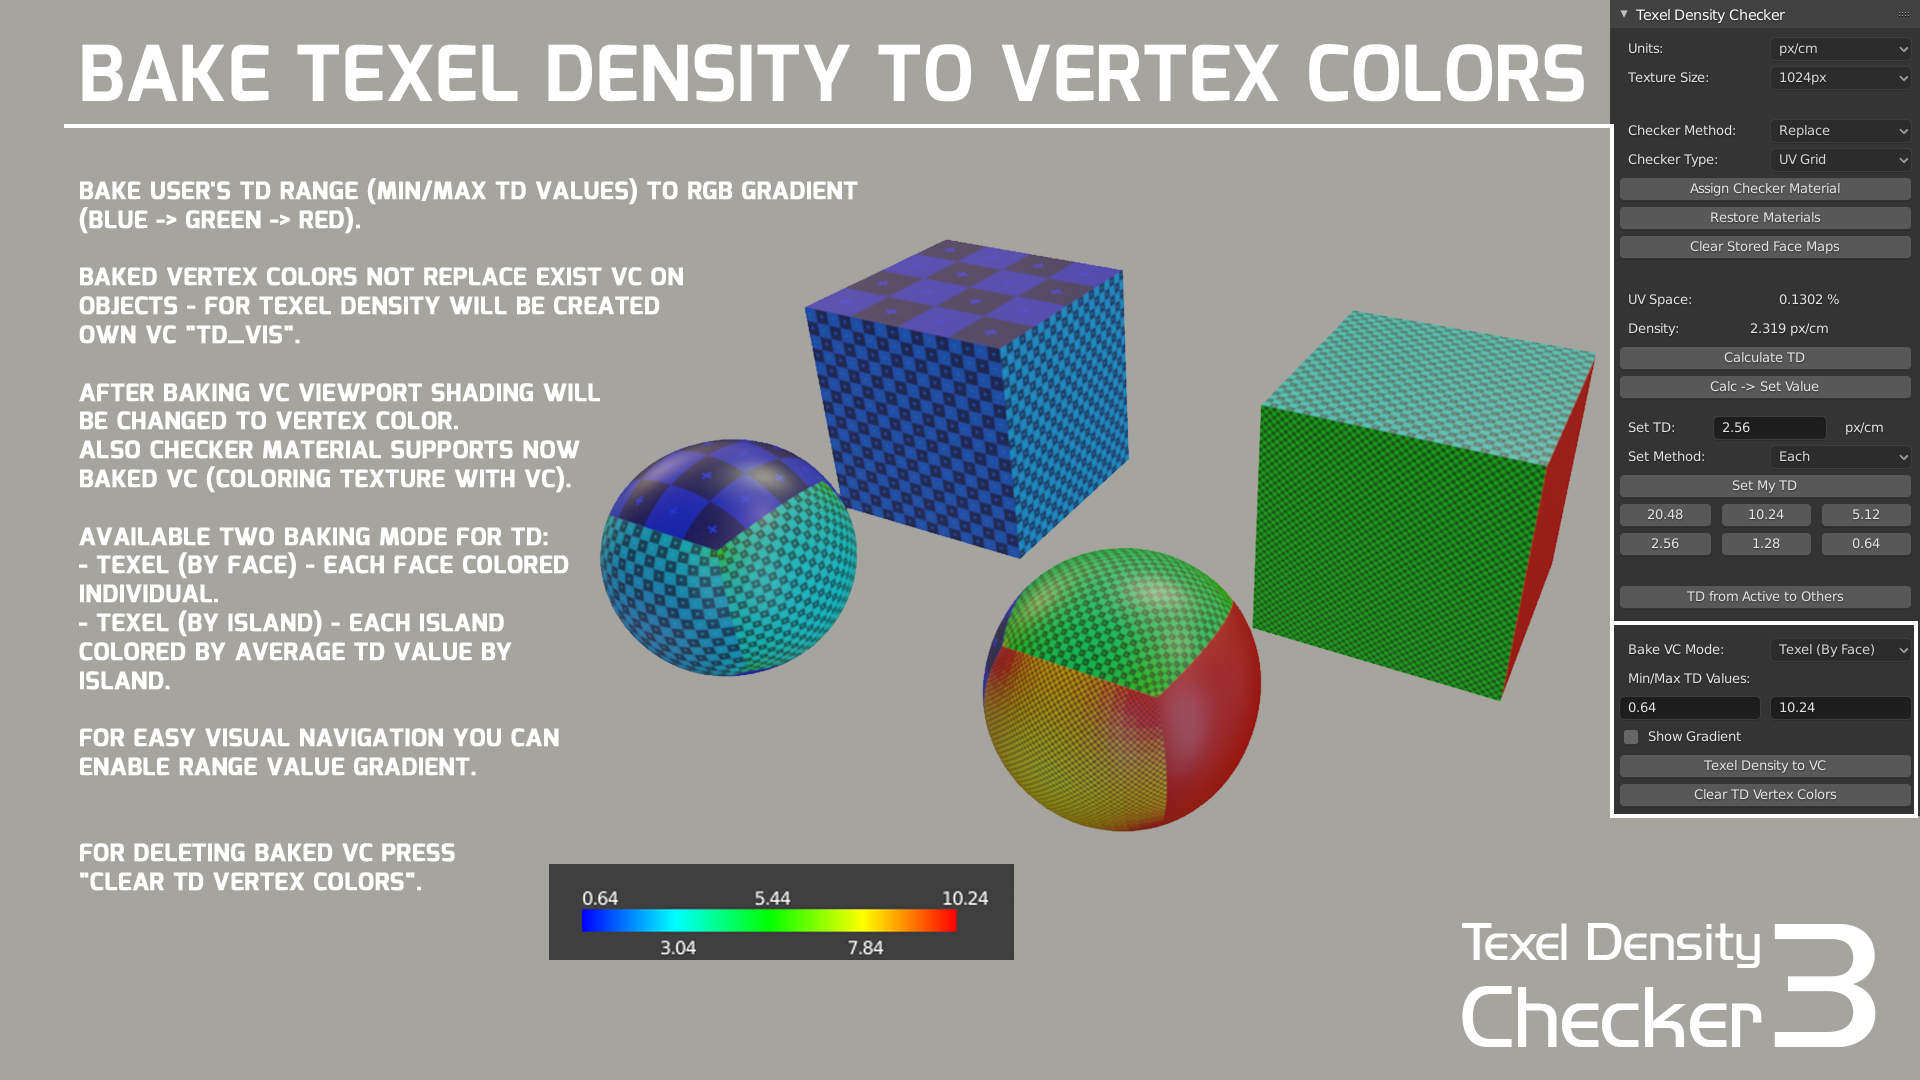 BAKE TEXEL DENSITY TO VERTEX COLORS
BAKE USER'S TD RANGE (MIN/MAX TD VALUES) TO RGB GRADIENT
(BLUE -> GREEN -> RED).
BAKED VERTEX COLORS NOT REPLACE EXIST VC ON
OBJECTS - FOR TEXEL DENSITY WILL BE CREATED
OWN VC "TD_VIS".
AFTER BAKING VC VIEWPORT SHADING WILL
BE CHANGED TO VERTEX COLOR.
ALSO CHECKER MATERIAL SUPPORTS NOW
BAKED VC (COLORING TEXTURE WITH VC).
AVAILABLE TWO BAKING MODE FOR TD:
- TEXEL (BY FACE) - EACH FACE COLORED
INDIVIDUAL.
- TEXEL (BY ISLAND) - EACH ISLAND
COLORED BY AVERAGE TD VALUE BY
ISLAND.
FOR EASY VISUAL NAVIGATION YOU CAN
ENABLE RANGE VALUE GRADIENT.
FOR DELETING BAKED VC PRESS
"CLEAR TD VERTEX COLORS".
0.64 5.44 10.24
3.04 7.84
Texel Density Checker
Units: px/cm
Texture Size: 1024px
Checker Method: Replace
Checker Type: UV Grid
Assign Checker Material
Restore Materials
Clear Stored Face Maps
UV Space: 0.1302 %
Density: 2.319 px/cm
Calculate TD
Calc -> Set Value
Set TD: 2.56 px/cm
Set Method: Each
Set My TD
20.48 10.24 5.12
2.56 1.28 0.64
TD from Active to Others
Bake VC Mode: Texel (By Face)
Min/Max TD Values:
0.64 10.24
Show Gradient
Texel Density to VC
Clear TD Vertex Colors
Texel Density
Checker 3